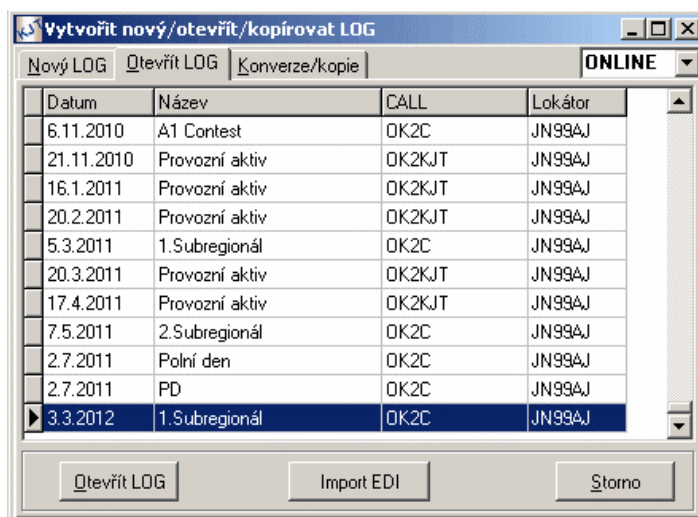 KJT Vytvořit nový/otevřít/kopírovat LOG
Nový LOG Otevřít LOG Konverze/kopie ONLINE
Datum Název CALL Lokátor
6.11.2010 A1 Contest OK2C JN99AJ
21.11.2010 Provozní aktiv OK2KJT JN99AJ
16.1.2011 Provozní aktiv OK2KJT JN99AJ
20.2.2011 Provozní aktiv OK2KJT JN99AJ
5.3.2011 1.Subregionál OK2C JN99AJ
20.3.2011 Provozní aktiv OK2KJT JN99AJ
17.4.2011 Provozní aktiv OK2KJT JN99AJ
7.5.2011 2.Subregionál OK2C JN99AJ
2.7.2011 Polní den OK2C JN99AJ
2.7.2011 PD OK2C JN99AJ
3.3.2012 1.Subregionál OK2C JN99AJ
Otevřít LOG Import EDI Storno